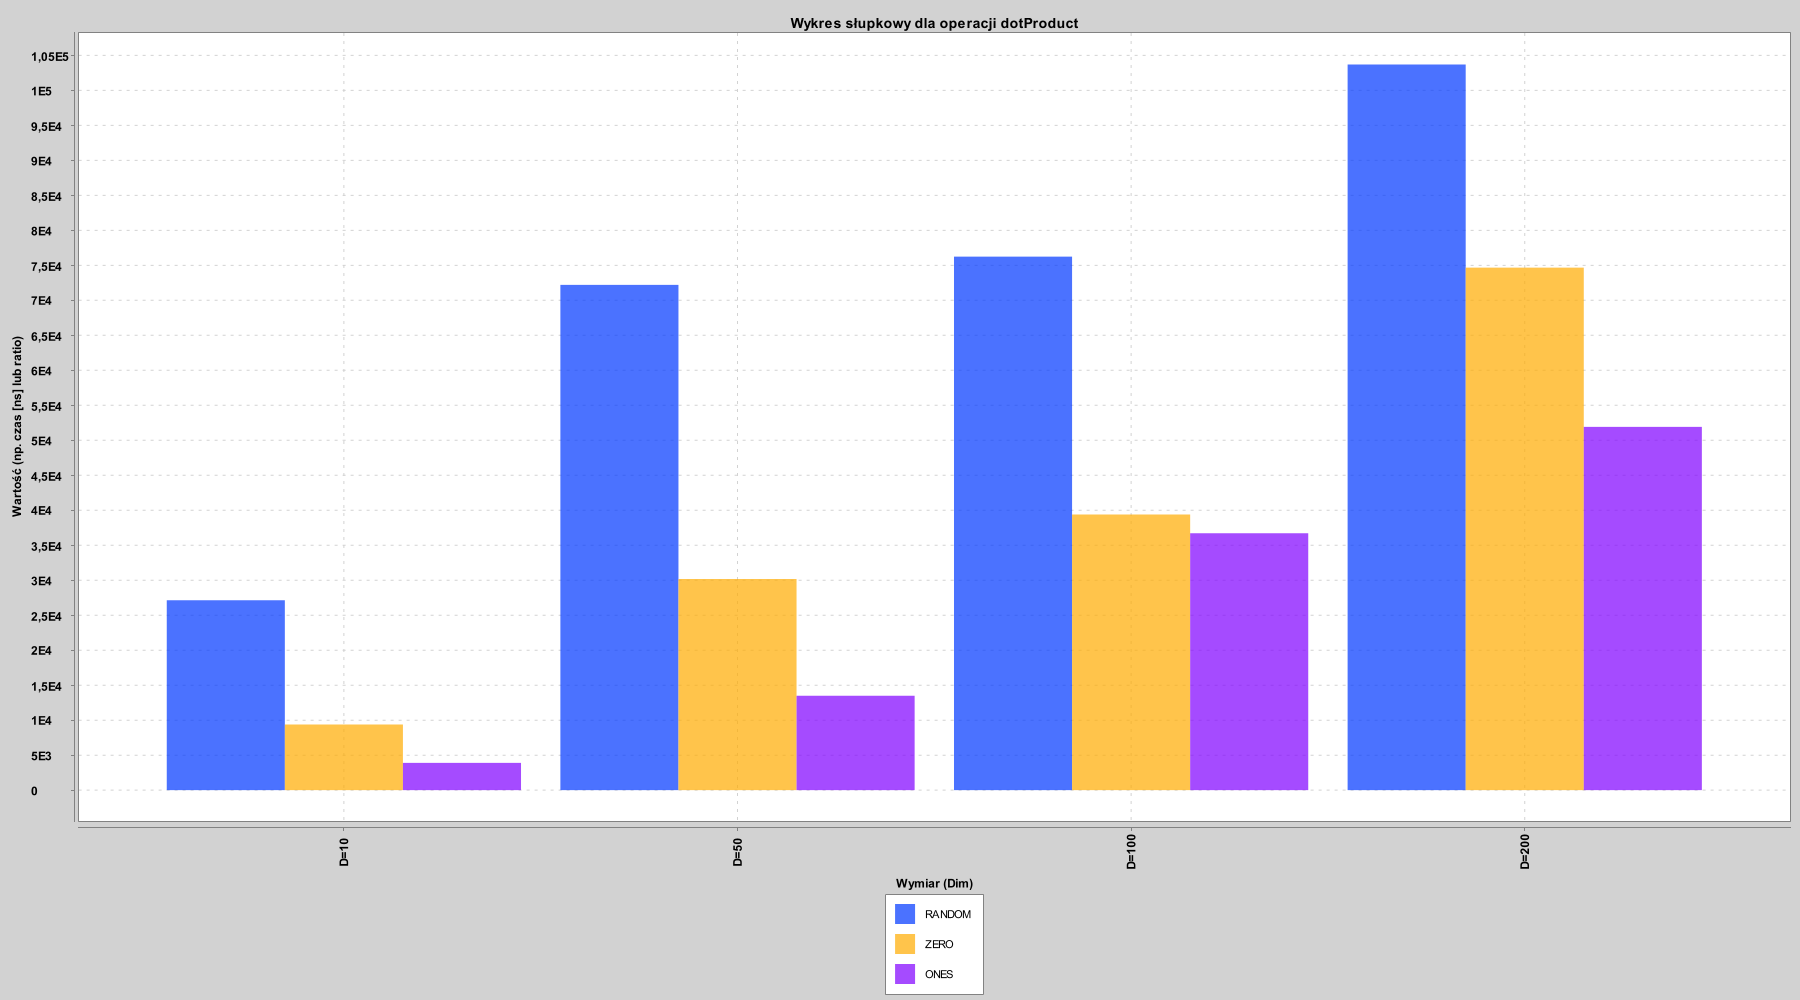 Wykres słupkowy dla operacji dotProduct
1,05E5
1E5
9,5E4
9E4
8,5E4
8E4
7,5E4
7E4
6,5E4
6E4
5,5E4
5E4
4,5E4
4E4
3,5E4
3E4
2,5E4
2E4
1,5E4
1E4
5E3
0
Wartość (np. czas [ns] lub ratio)
D=10
D=50
D=100
D=200
Wymiar (Dim)
RANDOM
ZERO
ONES